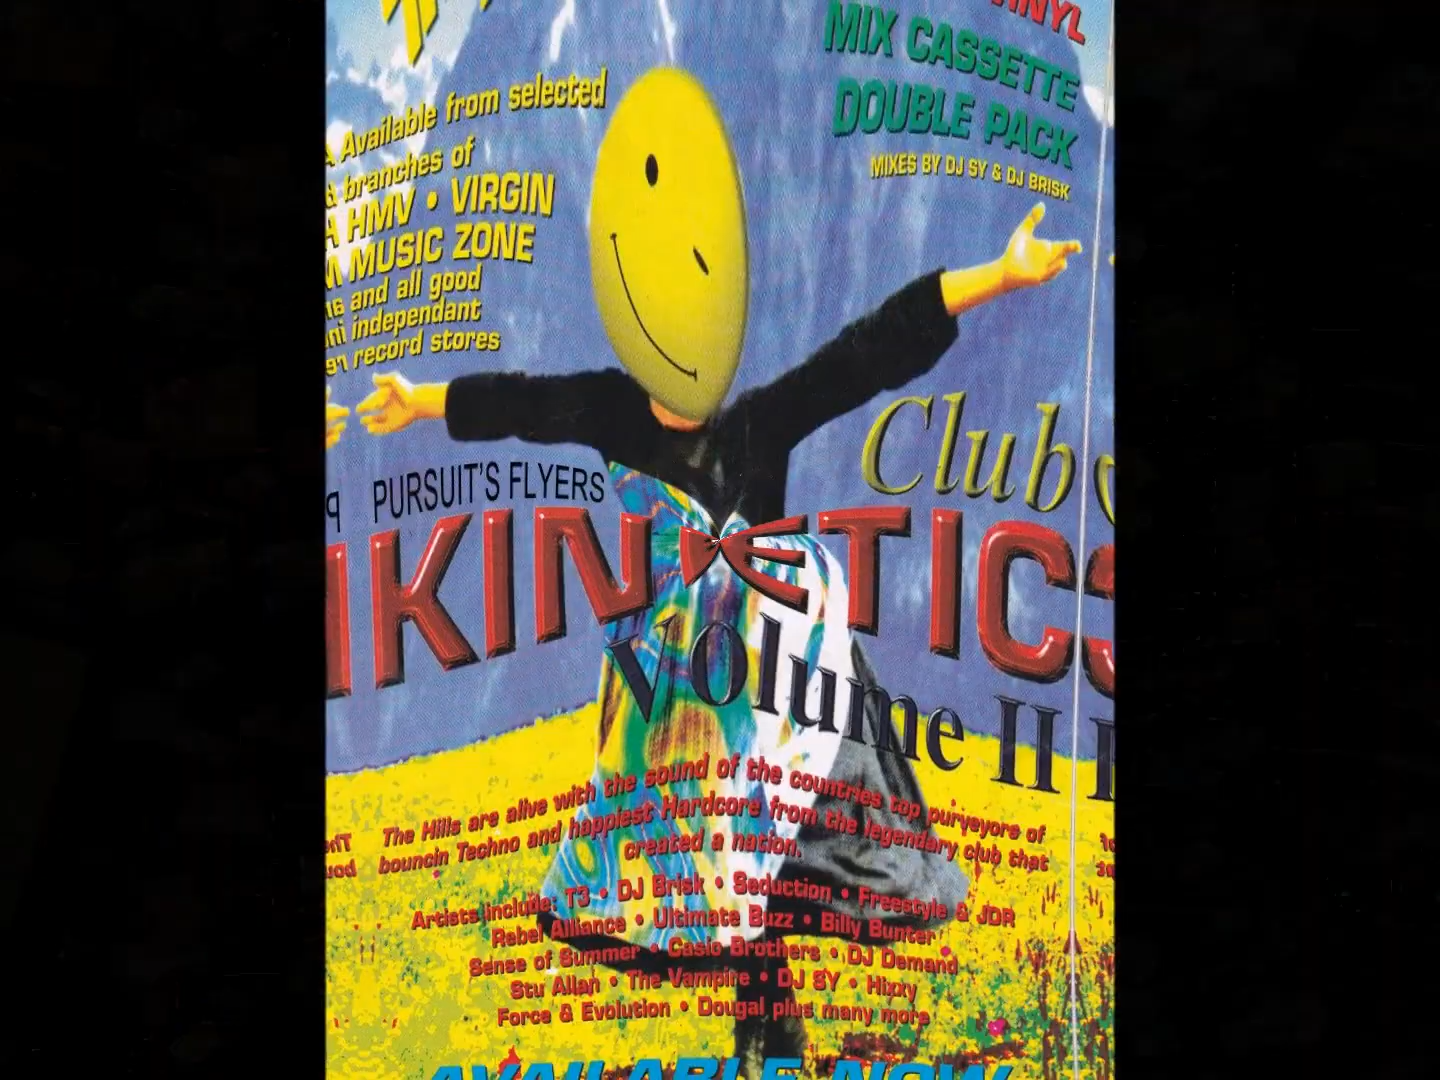 VINYL
MIX CASSETTE
DOUBLE PACK
MIXES BY DJ SY & DJ BRISK
Available from selected
branches of
HMV • VIRGIN
MUSIC ZONE
and all good
independant
record stores
Club
PURSUIT'S FLYERS
KINETICS
Volume II
The Hills are alive with the sound of the countries top purveyors of
bouncin Techno and happiest Hardcore from the legendary club that
created a nation.
Artists include: T3 • DJ Brisk • Seduction • Freestyle & JDR
Rebel Alliance • Ultimate Buzz • Billy Bunter
Sense of Summer • Casio Brothers • DJ Demand
Stu Allan • The Vampire • DJ SY • Hixxy
Force & Evolution • Dougal plus many more
AVAILABLE NOW